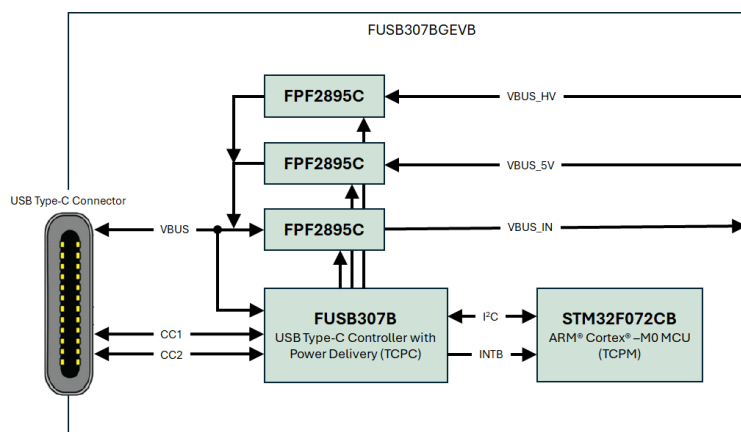 FUSB307BGEVB
FPF2895C
VBUS_HV
FPF2895C
VBUS_5V
USB Type-C Connector
VBUS
FPF2895C
VBUS_IN
FUSB307B
USB Type-C Controller with
Power Delivery (TCPC)
I²C
INTB
STM32F072CB
ARM® Cortex® –M0 MCU
(TCPM)
CC1
CC2